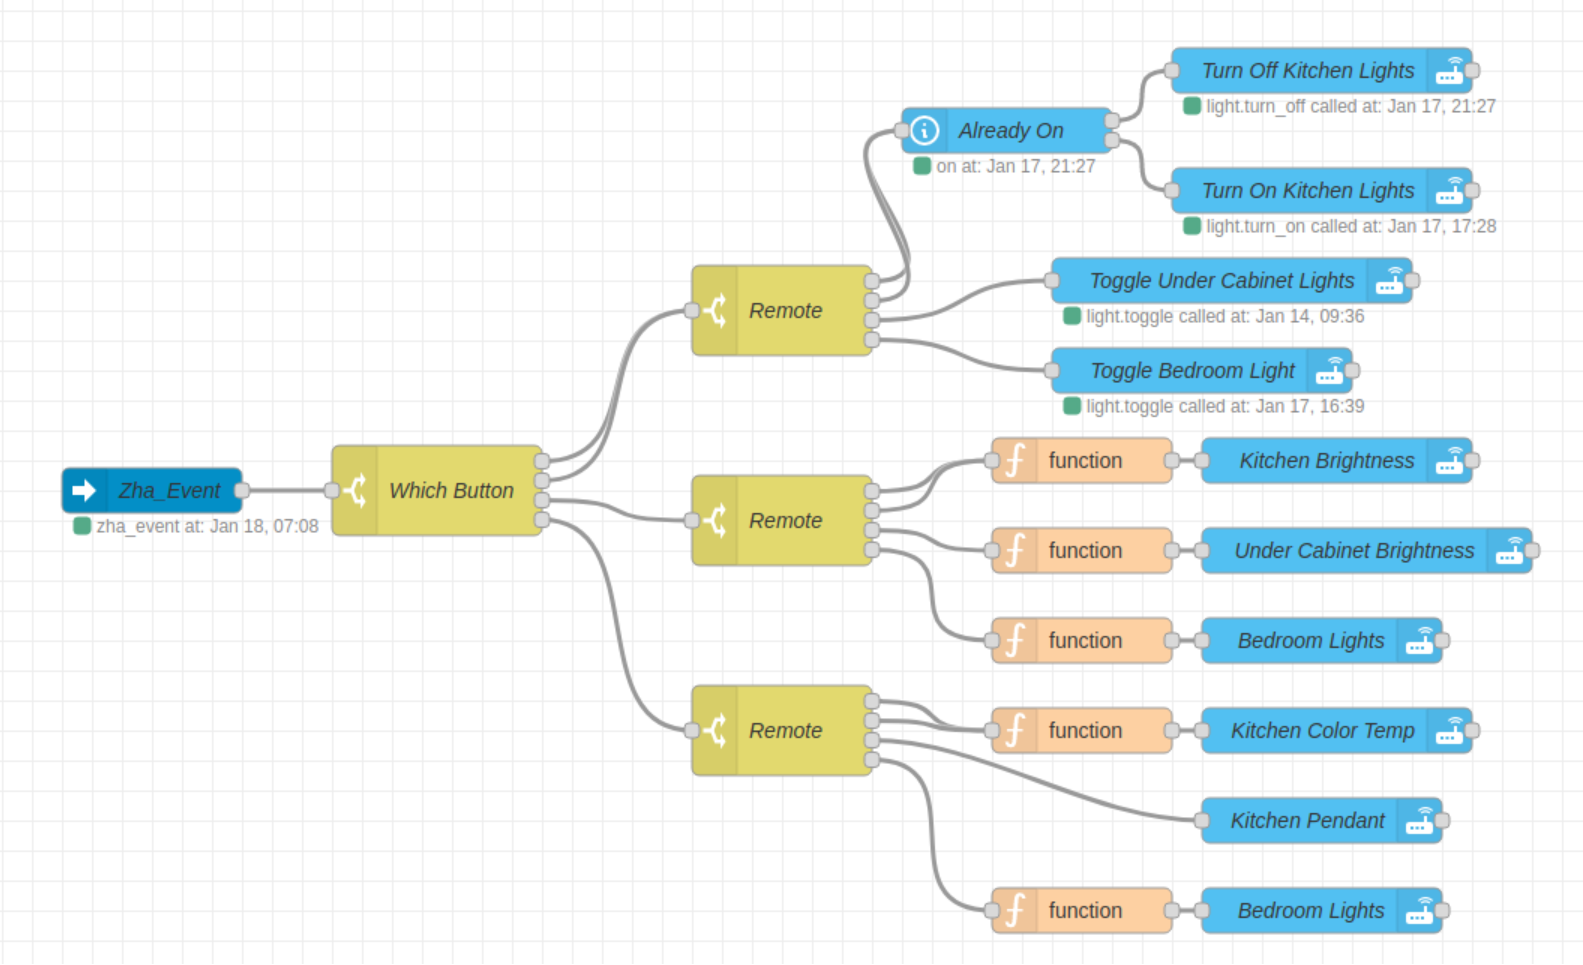 Turn Off Kitchen Lights
light.turn_off called at: Jan 17, 21:27
Already On
on at: Jan 17, 21:27
Turn On Kitchen Lights
light.turn_on called at: Jan 17, 17:28
Remote
Toggle Under Cabinet Lights
light.toggle called at: Jan 14, 09:36
Toggle Bedroom Light
light.toggle called at: Jan 17, 16:39
Zha_Event
zha_event at: Jan 18, 07:08
Which Button
Remote
function
Kitchen Brightness
function
Under Cabinet Brightness
function
Bedroom Lights
Remote
function
Kitchen Color Temp
Kitchen Pendant
function
Bedroom Lights